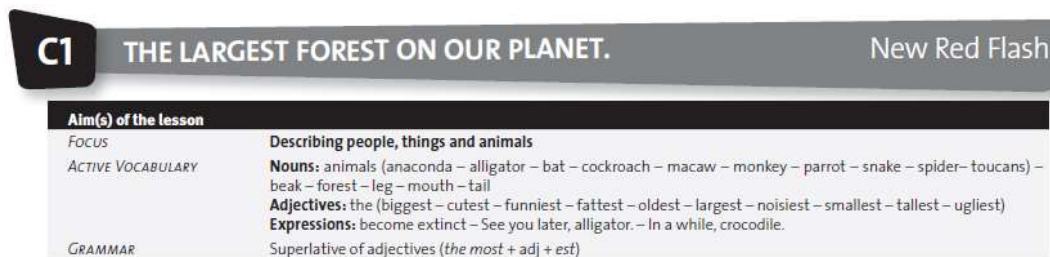 C1 THE LARGEST FOREST ON OUR PLANET. New Red Flash
Aim(s) of the lesson
FOCUS Describing people, things and animals
ACTIVE VOCABULARY Nouns: animals (anaconda – alligator – bat – cockroach – macaw – monkey – parrot – snake – spider– toucans) –
beak – forest – leg – mouth – tail
Adjectives: the (biggest – cutest – funniest – fattest – oldest – largest – noisiest – smallest – tallest – ugliest)
Expressions: become extinct – See you later, alligator. – In a while, crocodile.
GRAMMAR Superlative of adjectives (the most + adj + est)